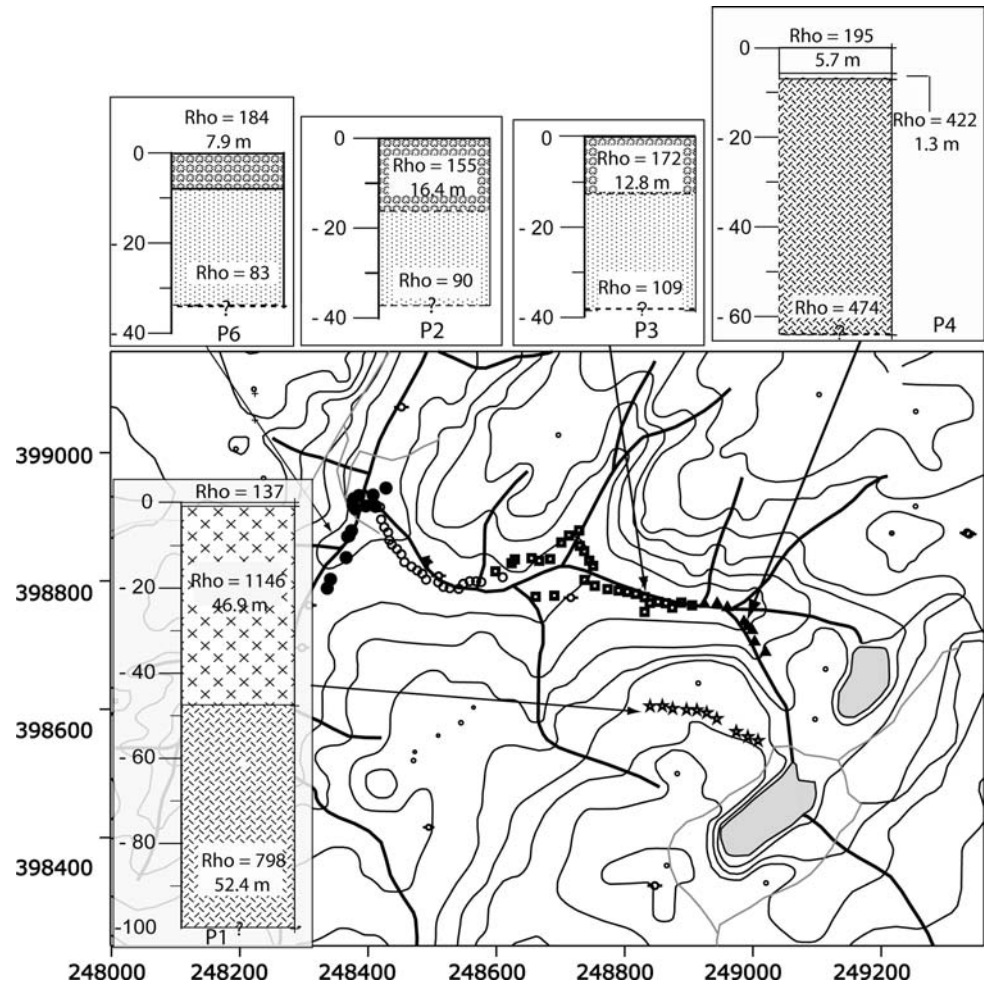 Rho = 184
7.9 m
0
- 20
- 40
Rho = 83
?
P6
0
- 20
- 40
Rho = 155
16.4 m
Rho = 90
?
P2
0
- 20
- 40
Rho = 172
12.8 m
Rho = 109
?
P3
Rho = 195
5.7 m
0
- 20
- 40
- 60
Rho = 422
1.3 m
Rho = 474
?
P4
Rho = 137
0
- 20
- 40
- 60
- 80
-100
Rho = 1146
46.9 m
Rho = 798
52.4 m
?
P1
399000
398800
398600
398400
248000
248200
248400
248600
248800
249000
249200